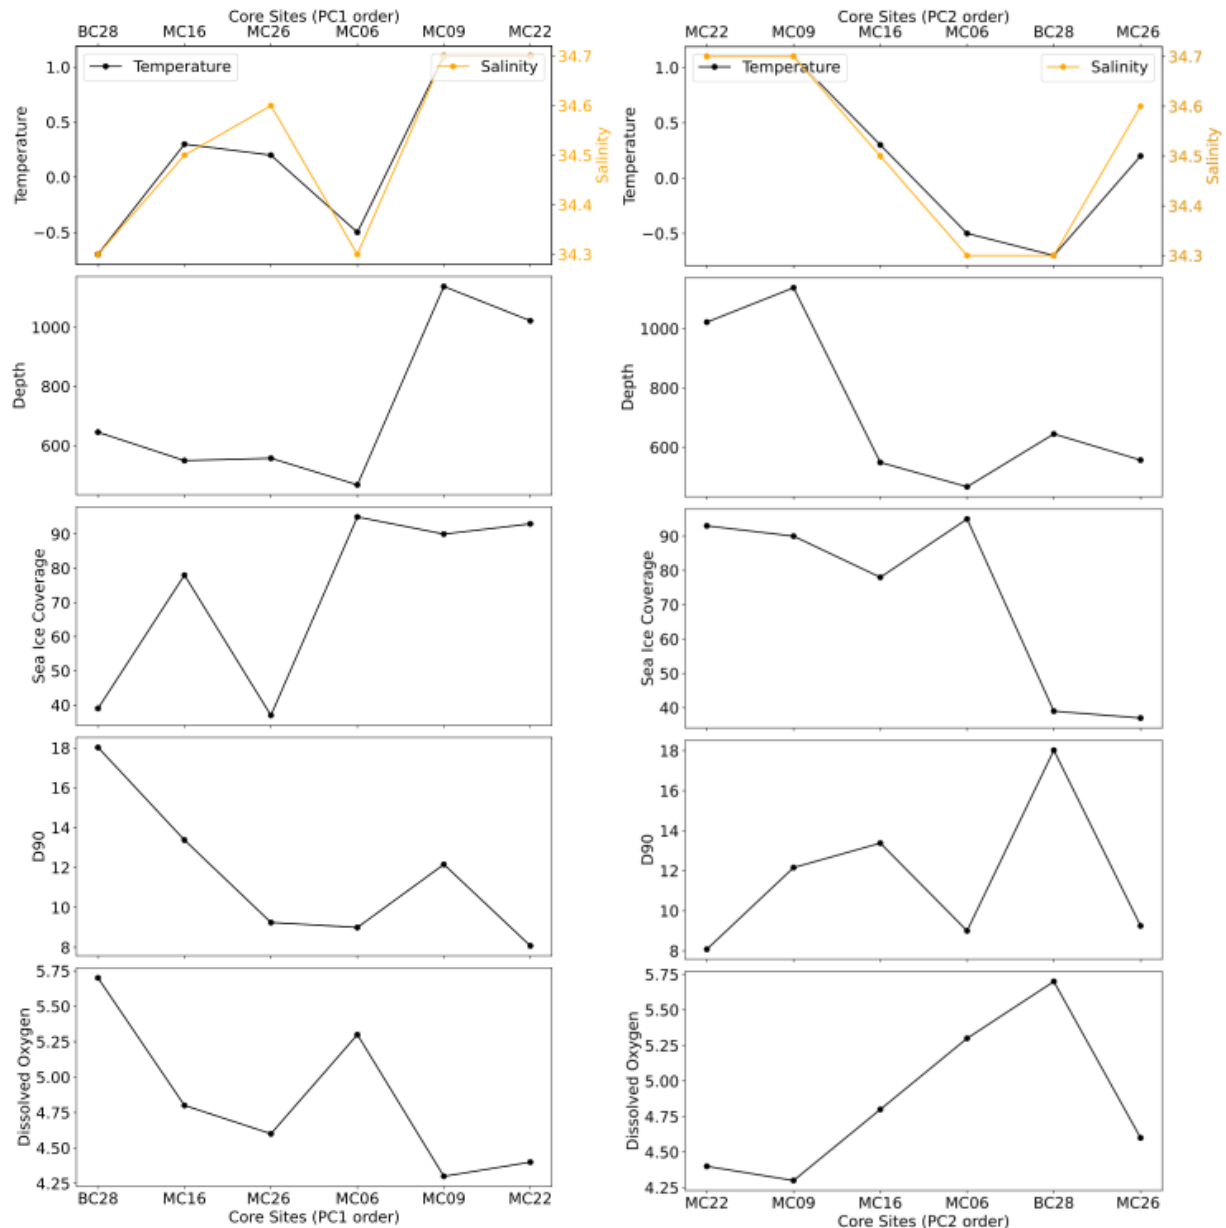 Core Sites (PC1 order)
BC28 MC16 MC26 MC06 MC09 MC22
Temperature
Salinity
1.0
0.5
0.0
−0.5
Temperature
34.7
34.6
34.5
34.4
34.3
Salinity
1000
800
600
Depth
90
80
70
60
50
40
Sea Ice Coverage
18
16
14
12
10
8
D90
5.75
5.50
5.25
5.00
4.75
4.50
4.25
Dissolved Oxygen
BC28 MC16 MC26 MC06 MC09 MC22
Core Sites (PC1 order)
Core Sites (PC2 order)
MC22 MC09 MC16 MC06 BC28 MC26
Temperature
Salinity
1.0
0.5
0.0
−0.5
Temperature
34.7
34.6
34.5
34.4
34.3
Salinity
1000
800
600
Depth
90
80
70
60
50
40
Sea Ice Coverage
18
16
14
12
10
8
D90
5.75
5.50
5.25
5.00
4.75
4.50
4.25
Dissolved Oxygen
MC22 MC09 MC16 MC06 BC28 MC26
Core Sites (PC2 order)